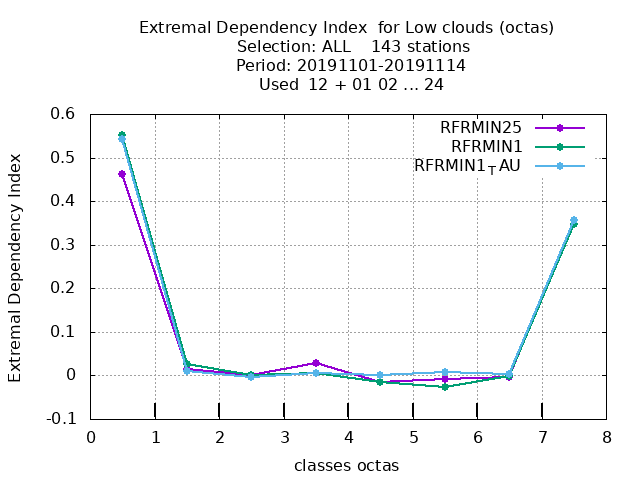 Extremal Dependency Index  for Low clouds (octas)
Selection: ALL    143 stations
Period: 20191101-20191114
Used  12 + 01 02 ... 24
RFRMIN25
RFRMIN1
RFRMIN1TAU
Extremal Dependency Index
0.6
0.5
0.4
0.3
0.2
0.1
0
-0.1
0 1 2 3 4 5 6 7 8
classes octas